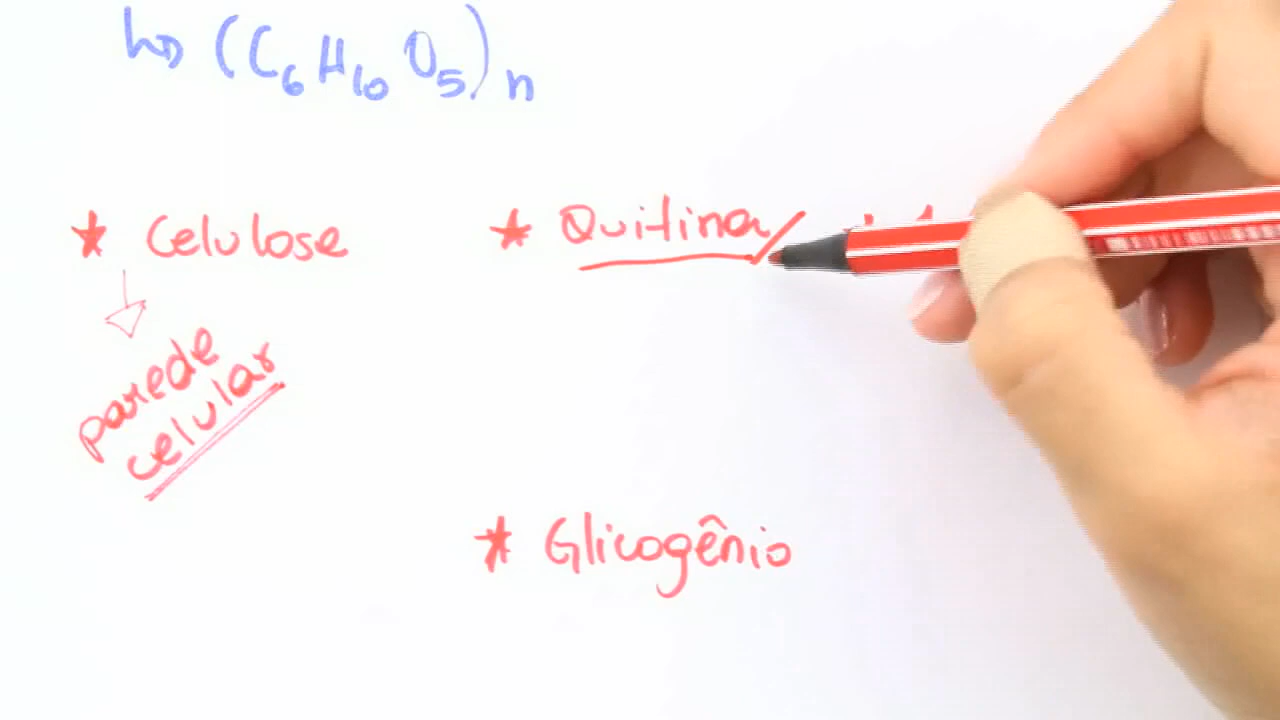 ↳ (C₆H₁₀O₅)ₙ
* Celulose
* Quitina/
parede
celular
* Glicogênio